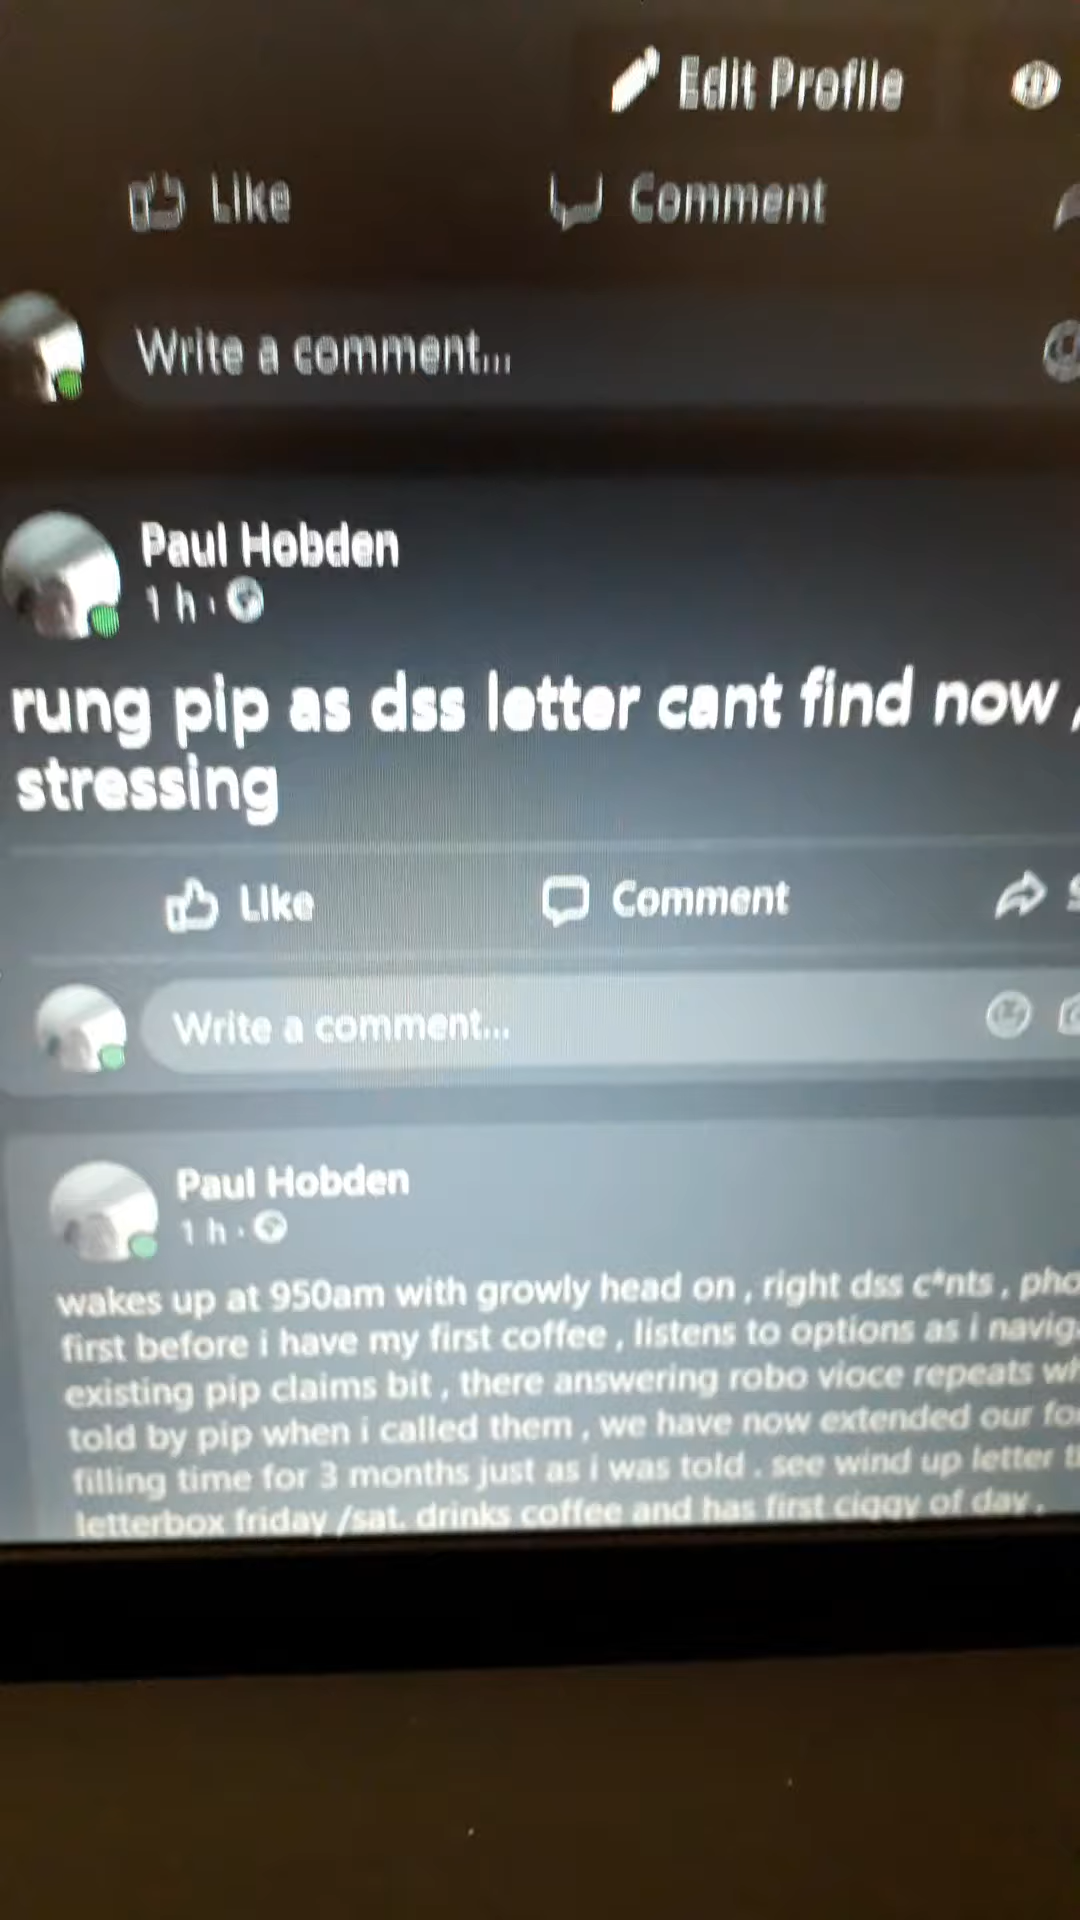 Edit Profile
Like Comment
Write a comment...
Paul Hobden
1 h ·
rung pip as dss letter cant find now ,
stressing
Like Comment
Write a comment...
Paul Hobden
1 h ·
wakes up at 950am with growly head on , right dss c*nts , pho
first before i have my first coffee , listens to options as i navig
existing pip claims bit , there answering robo vioce repeats wh
told by pip when i called them , we have now extended our fo
filling time for 3 months just as i was told . see wind up letter t
letterbox friday /sat. drinks coffee and has first ciggy of day .